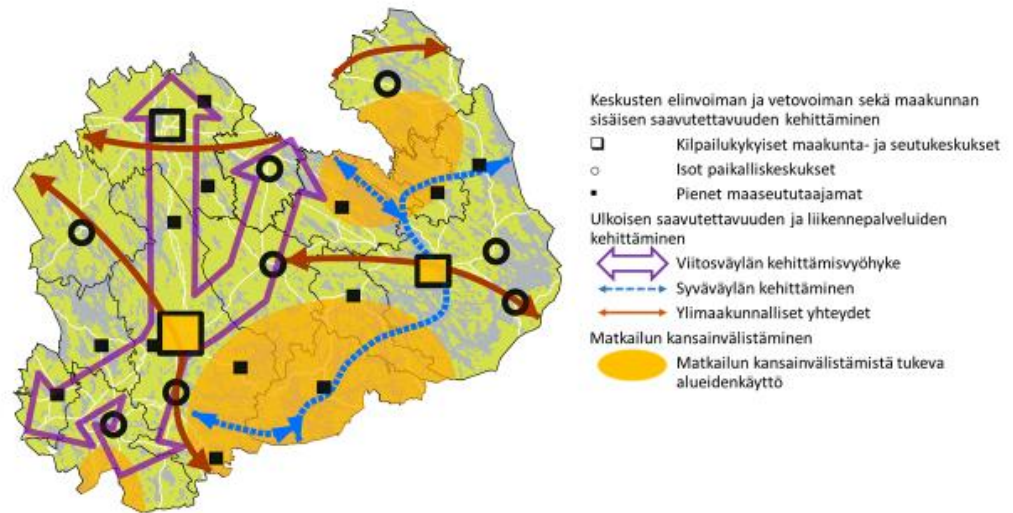 Keskusten elinvoiman ja vetovoiman sekä maakunnan
sisäisen saavutettavuuden kehittäminen
Kilpailukykyiset maakunta- ja seutukeskukset
Isot paikalliskeskukset
Pienet maaseututaajamat
Ulkoisen saavutettavuuden ja liikennepalveluiden
kehittäminen
Viitosväylän kehittämisvyöhyke
Syväväylän kehittäminen
Ylimaakunnalliset yhteydet
Matkailun kansainvälistäminen
Matkailun kansainvälistämistä tukeva
alueidenkäyttö